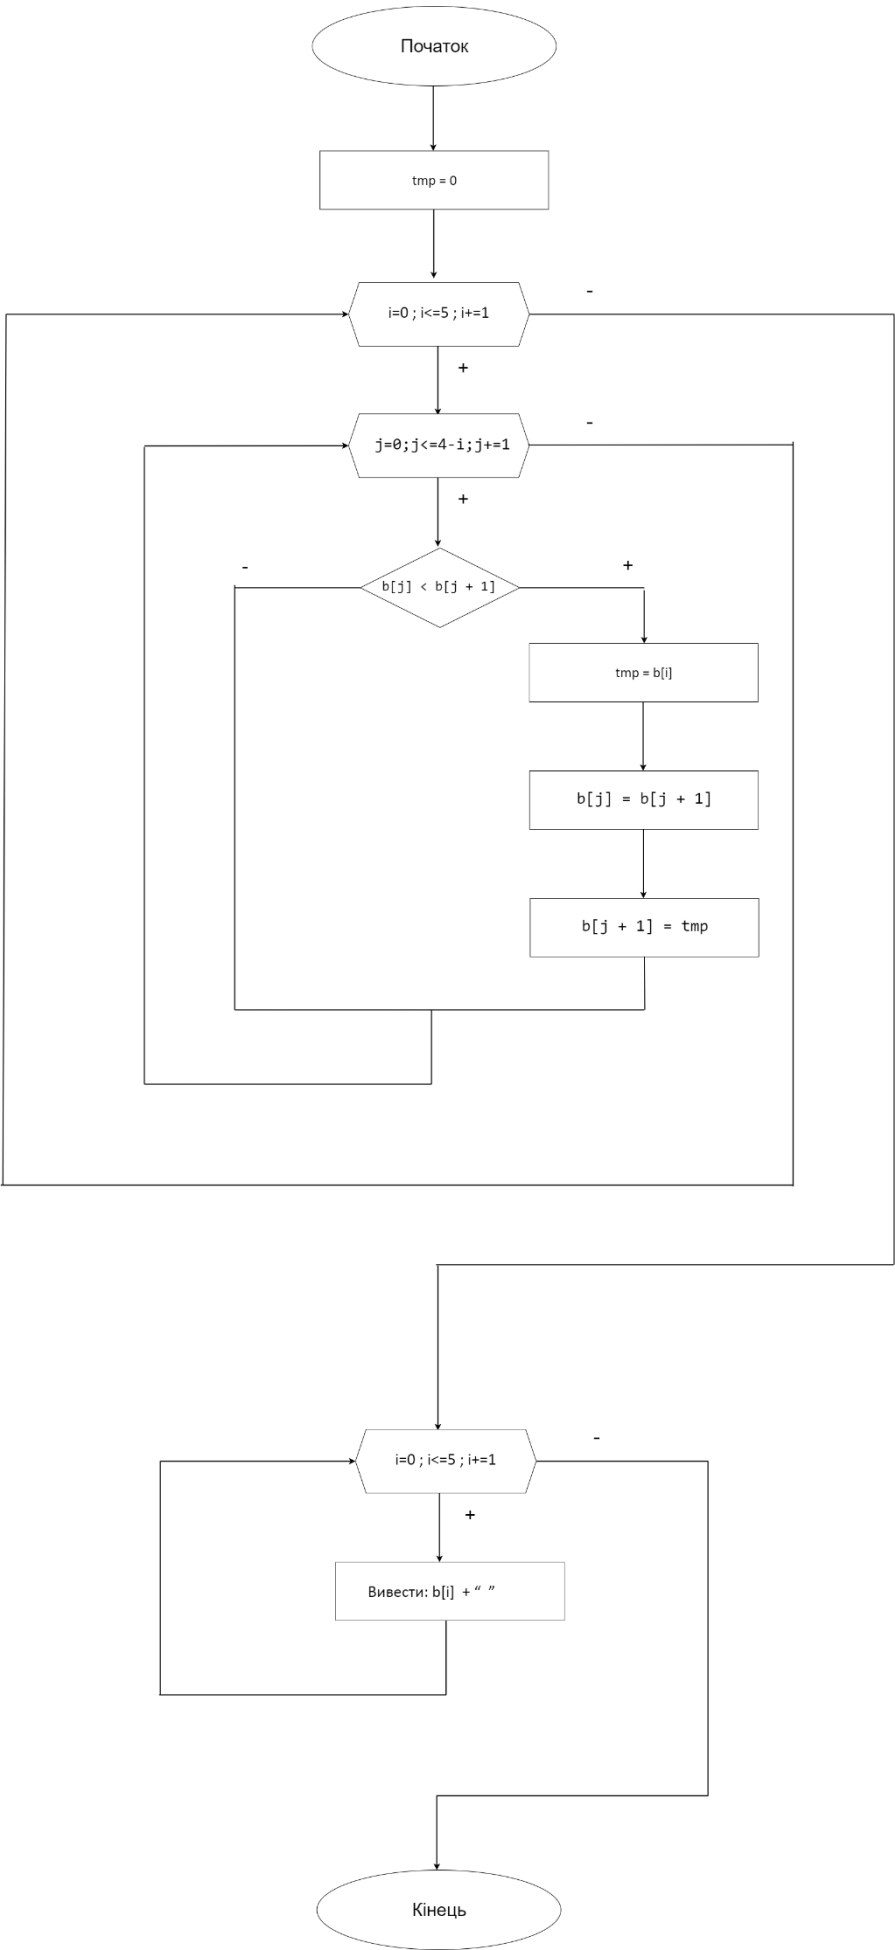 Початок
tmp = 0
i=0 ; i<=5 ; i+=1
-
+
j=0;j<=4-i;j+=1
-
+
b[j] < b[j + 1]
-
+
tmp = b[i]
b[j] = b[j + 1]
b[j + 1] = tmp
i=0 ; i<=5 ; i+=1
-
+
Вивести: b[i] + “ ”
Кінець